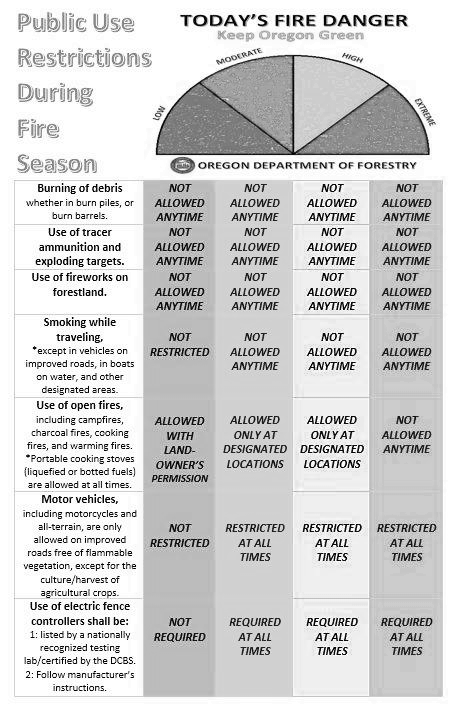 Public Use
Restrictions
During
Fire
Season
TODAY'S FIRE DANGER
Keep Oregon Green
LOW
MODERATE
HIGH
EXTREME
OREGON DEPARTMENT OF FORESTRY
Burning of debris
whether in burn piles, or
burn barrels.
NOT
ALLOWED
ANYTIME
NOT
ALLOWED
ANYTIME
NOT
ALLOWED
ANYTIME
NOT
ALLOWED
ANYTIME
Use of tracer
ammunition and
exploding targets.
NOT
ALLOWED
ANYTIME
NOT
ALLOWED
ANYTIME
NOT
ALLOWED
ANYTIME
NOT
ALLOWED
ANYTIME
Use of fireworks on
forestland.
NOT
ALLOWED
ANYTIME
NOT
ALLOWED
ANYTIME
NOT
ALLOWED
ANYTIME
NOT
ALLOWED
ANYTIME
Smoking while
traveling,
*except in vehicles on
improved roads, in boats
on water, and other
designated areas.
NOT
RESTRICTED
NOT
ALLOWED
ANYTIME
NOT
ALLOWED
ANYTIME
NOT
ALLOWED
ANYTIME
Use of open fires,
including campfires,
charcoal fires, cooking
fires, and warming fires.
*Portable cooking stoves
(liquefied or botted fuels)
are allowed at all times.
ALLOWED
WITH
LAND-
OWNER'S
PERMISSION
ALLOWED
ONLY AT
DESIGNATED
LOCATIONS
ALLOWED
ONLY AT
DESIGNATED
LOCATIONS
NOT
ALLOWED
ANYTIME
Motor vehicles,
including motorcycles and
all-terrain, are only
allowed on improved
roads free of flammable
vegetation, except for the
culture/harvest of
agricultural crops.
NOT
RESTRICTED
RESTRICTED
AT ALL
TIMES
RESTRICTED
AT ALL
TIMES
RESTRICTED
AT ALL
TIMES
Use of electric fence
controllers shall be:
1: listed by a nationally
recognized testing
lab/certified by the DCBS.
2: Follow manufacturer's
instructions.
NOT
REQUIRED
REQUIRED
AT ALL
TIMES
REQUIRED
AT ALL
TIMES
REQUIRED
AT ALL
TIMES